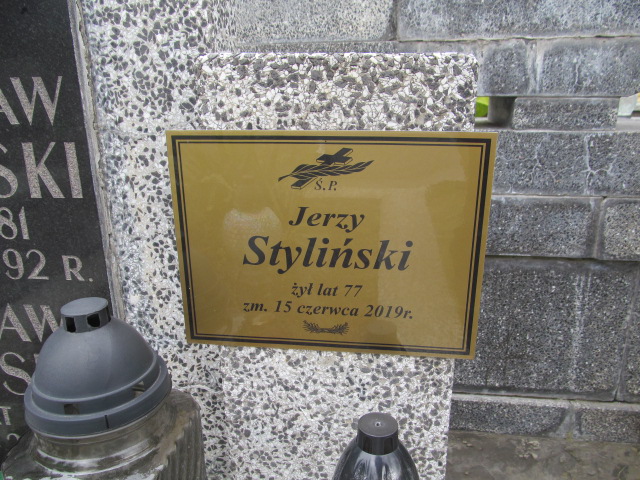 AW
SKI
81
92 R.
AW
S
Ś.P.
Jerzy
Styliński
żył lat 77
zm. 15 czerwca 2019r.